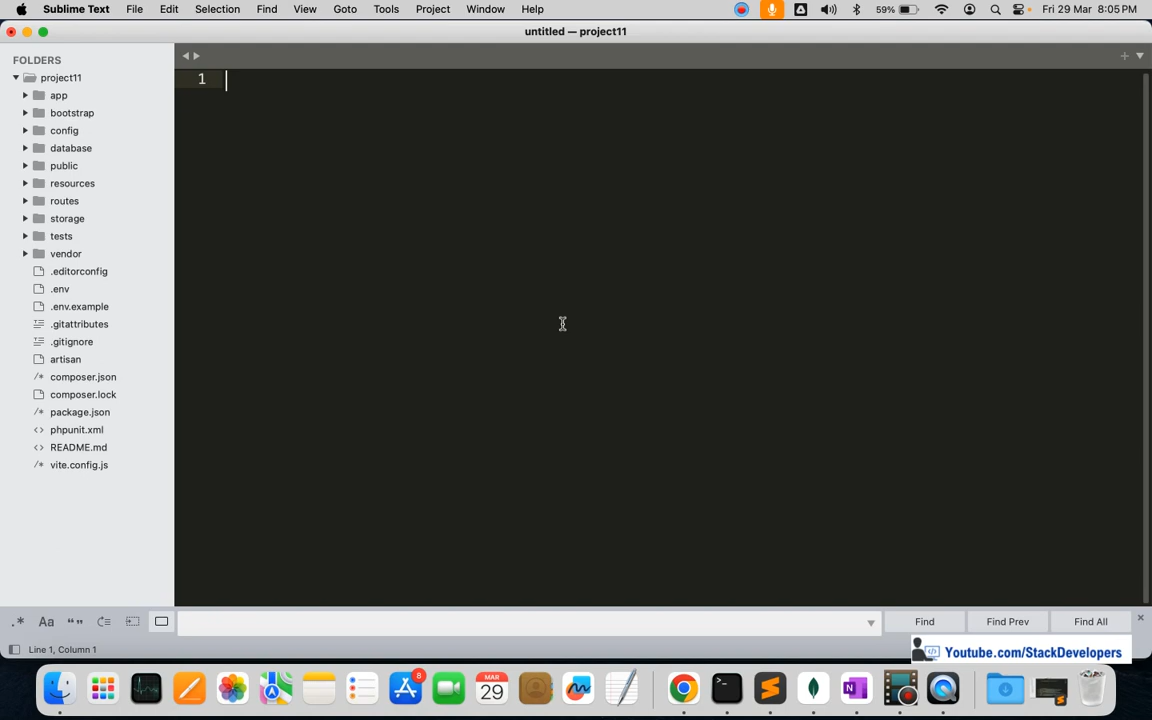 Sublime Text File Edit Selection Find View Goto Tools Project Window Help 59% Fri 29 Mar 8:05 PM
untitled — project11
FOLDERS
project11
1
app
bootstrap
config
database
public
resources
routes
storage
tests
vendor
.editorconfig
.env
.env.example
.gitattributes
.gitignore
artisan
/* composer.json
composer.lock
/* package.json
<> phpunit.xml
<> README.md
/* vite.config.js
.* Aa “” Find Find Prev Find All
Line 1, Column 1
Youtube.com/StackDevelopers
8
MAR
29
N